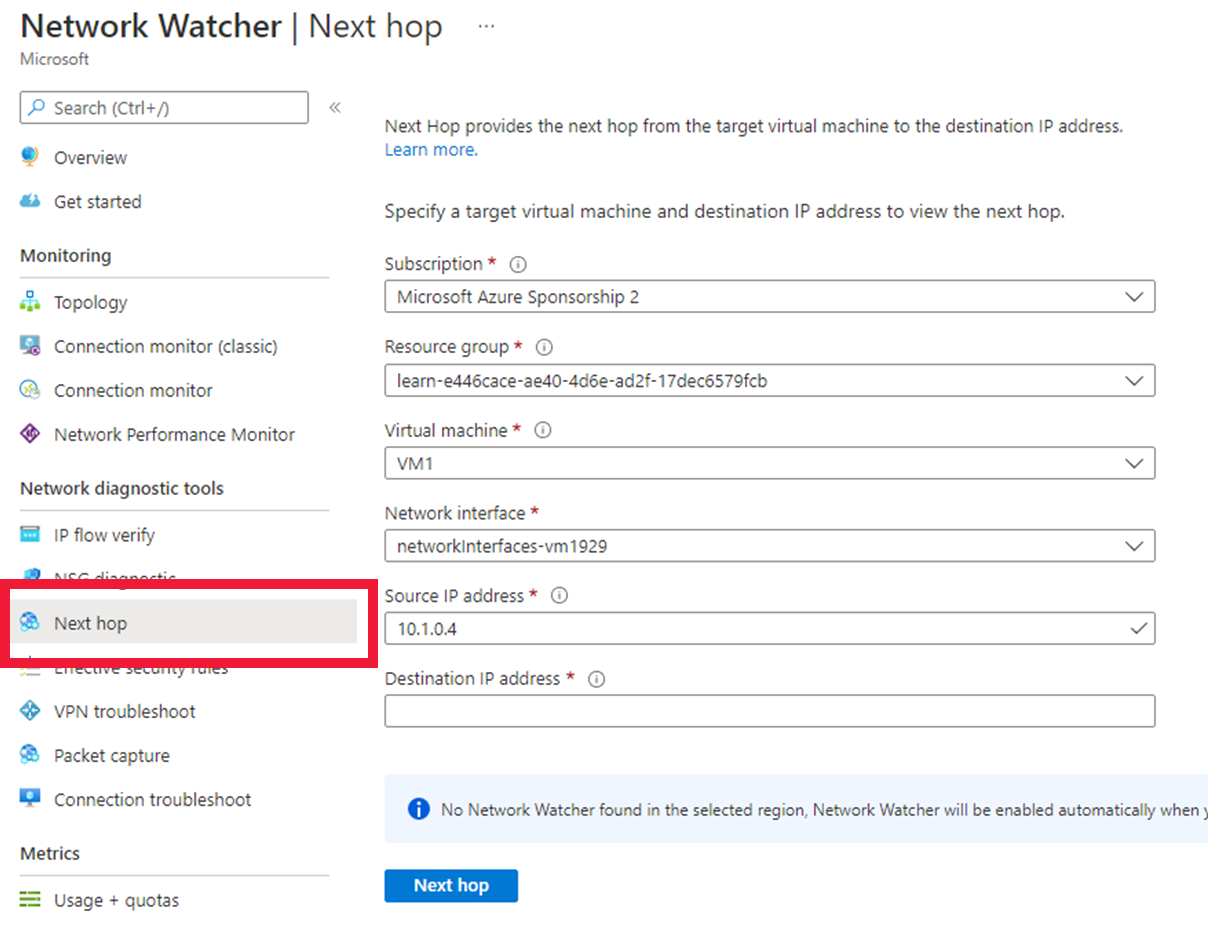 Network Watcher | Next hop ...
Microsoft
Search (Ctrl+/)
«
Overview
Get started
Monitoring
Topology
Connection monitor (classic)
Connection monitor
Network Performance Monitor
Network diagnostic tools
IP flow verify
NSG diagnostic
Next hop
Effective security rules
VPN troubleshoot
Packet capture
Connection troubleshoot
Metrics
Usage + quotas
Next Hop provides the next hop from the target virtual machine to the destination IP address.
Learn more.
Specify a target virtual machine and destination IP address to view the next hop.
Subscription *
Microsoft Azure Sponsorship 2
Resource group *
learn-e446cace-ae40-4d6e-ad2f-17dec6579fcb
Virtual machine *
VM1
Network interface *
networkInterfaces-vm1929
Source IP address *
10.1.0.4
Destination IP address *
No Network Watcher found in the selected region, Network Watcher will be enabled automatically when
Next hop